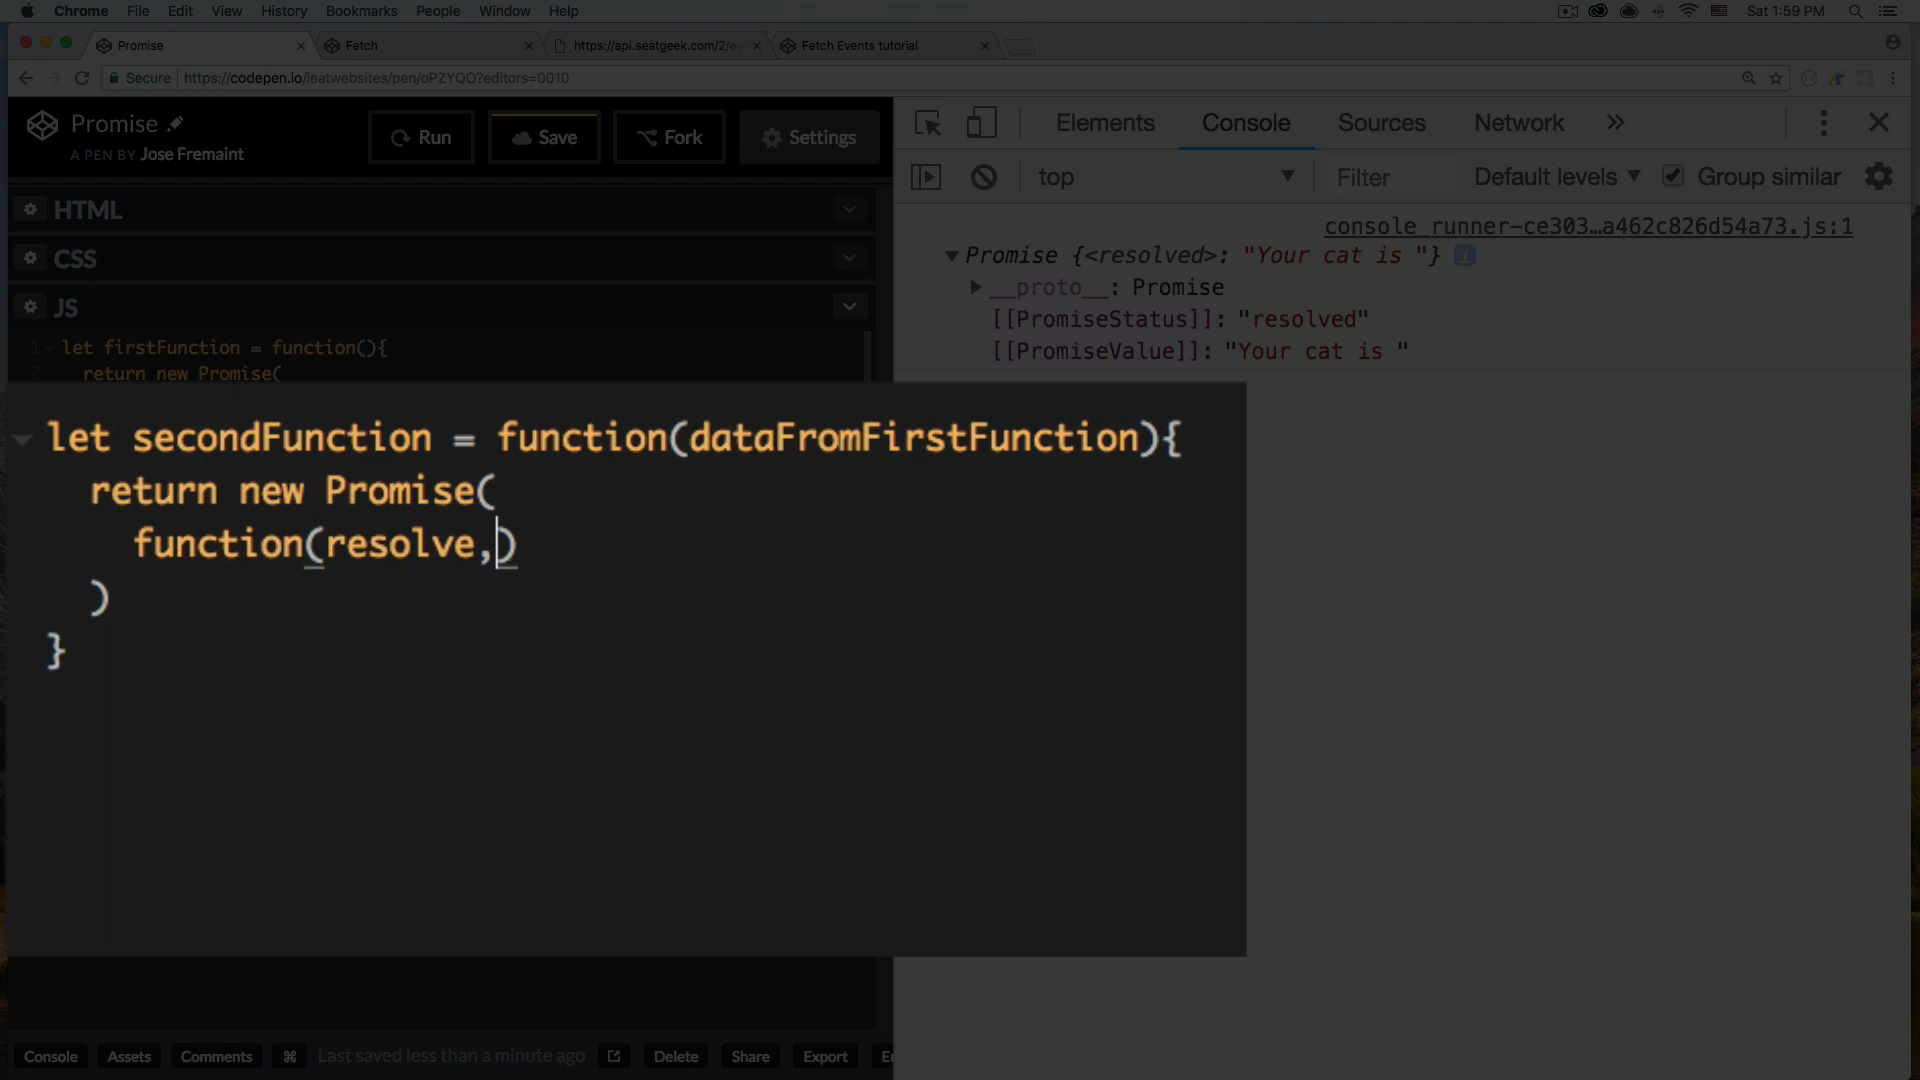 Chrome File Edit View History Bookmarks People Window Help Sat 1:59 PM
Promise Fetch https://api.seatgeek.com/2/ev Fetch Events tutorial
Secure https://codepen.io/ieatwebsites/pen/oPZYQO?editors=0010
Promise
A PEN BY Jose Fremaint
Run Save Fork Settings
HTML
CSS
JS
1 let firstFunction = function(){
2 return new Promise(
let secondFunction = function(dataFromFirstFunction){
return new Promise(
function(resolve,)
)
}
Console Assets Comments ⌘ Last saved less than a minute ago Delete Share Export
Elements Console Sources Network »
top Filter Default levels Group similar
console_runner-ce303…a462c826d54a73.js:1
Promise {<resolved>: "Your cat is "} i
__proto__: Promise
[[PromiseStatus]]: "resolved"
[[PromiseValue]]: "Your cat is "